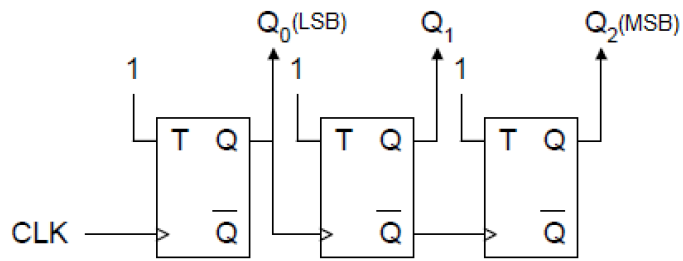 Q₀(LSB) Q₁ Q₂(MSB)
1 1 1
T Q T Q T Q
CLK Q̅ Q̅ Q̅